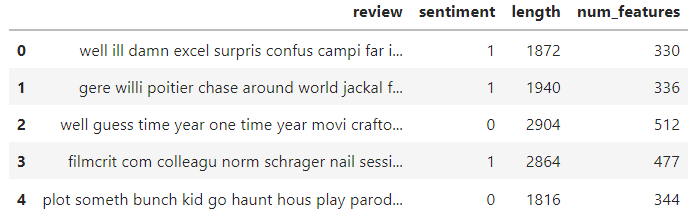 review sentiment length num_features
0 well ill damn excel surpris confus campi far i... 1 1872 330
1 gere willi poitier chase around world jackal f... 1 1940 336
2 well guess time year one time year movi crafto... 0 2904 512
3 filmcrit com colleagu norm schrager nail sessi... 1 2864 477
4 plot someth bunch kid go haunt hous play parod... 0 1816 344